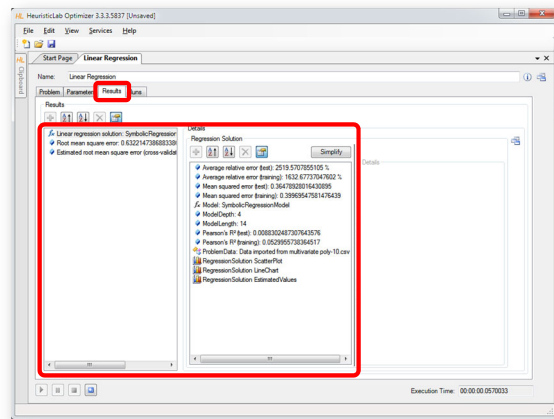 HeuristicLab Optimizer 3.3.3.5837 [Unsaved]
File Edit View Services Help
Start Page Linear Regression
Clipboard
Name: Linear Regression
Problem Parameters Results Runs
Results
Details
Linear regression solution: SymbolicRegression
Root mean square error: 0.632214738688338
Estimated root mean square error (cross-validat
Regression Solution
Simplify
Average relative error (test): 2519.5707855105 %
Average relative error (training): 1632.67737047602 %
Mean squared error (test): 0.36478928016430895
Mean squared error (training): 0.39969547581476439
Model: SymbolicRegressionModel
ModelDepth: 4
ModelLength: 14
Pearson's R² (test): 0.0088302487307643576
Pearson's R² (training): 0.0529955738364517
ProblemData: Data imported from multivariate poly-10.csv
RegressionSolution ScatterPlot
RegressionSolution LineChart
RegressionSolution EstimatedValues
Details
Execution Time: 00:00:00.0570033